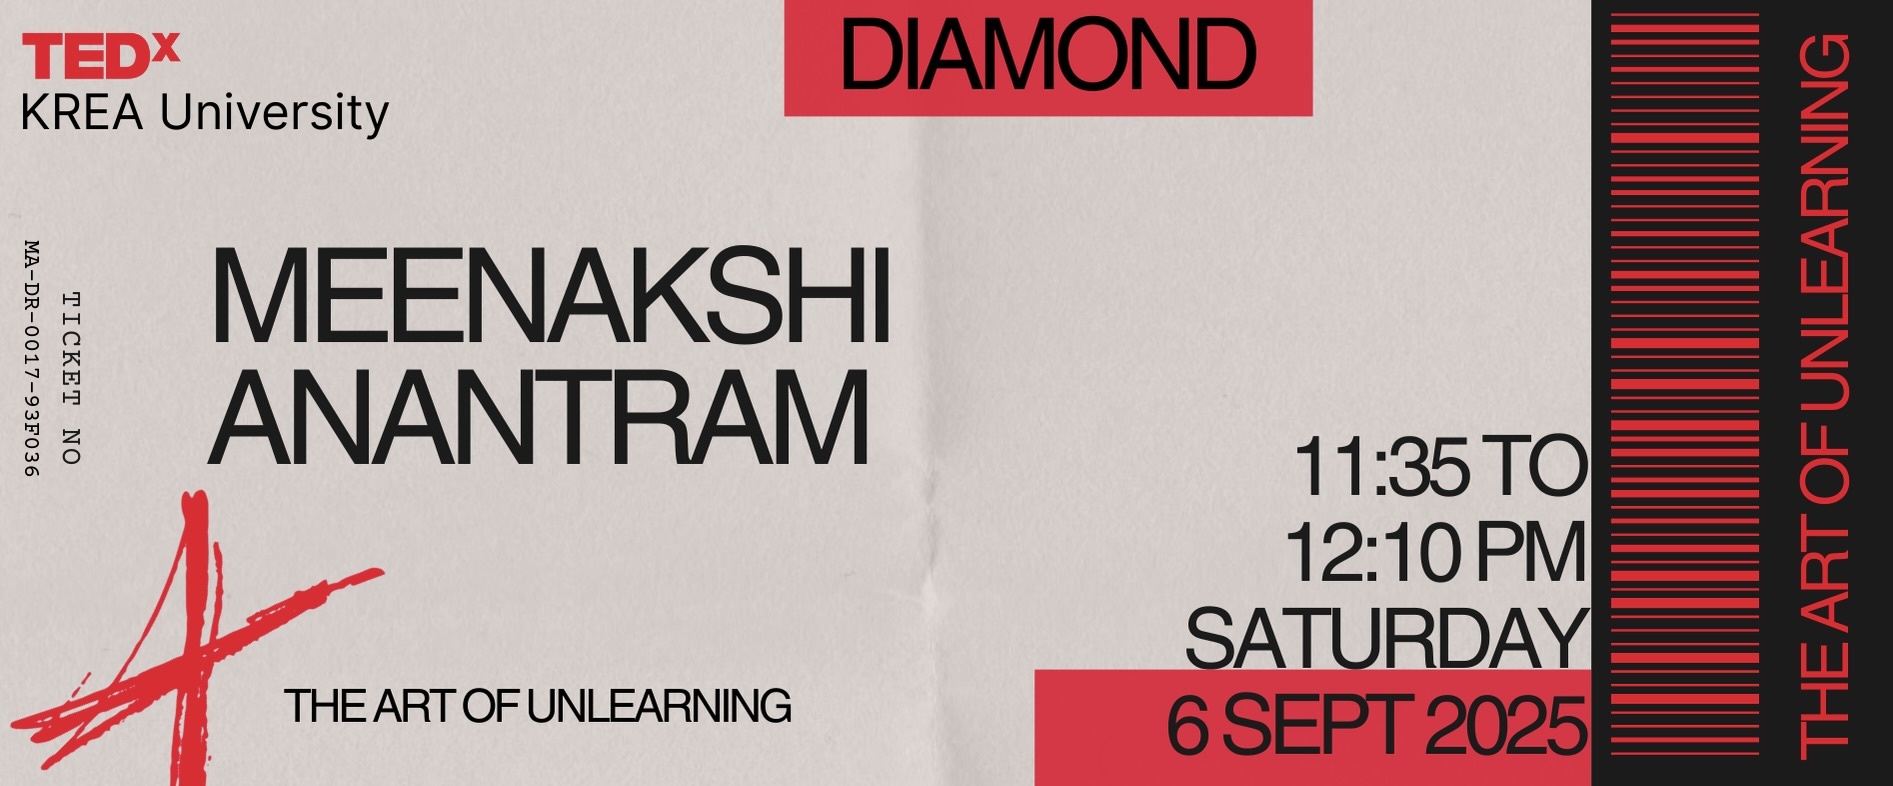 TEDx
KREA University
DIAMOND
MA-DR-0017-93F036
TICKET NO
MEENAKSHI
ANANTRAM
THE ART OF UNLEARNING
11:35 TO
12:10 PM
SATURDAY
6 SEPT 2025
THE ART OF UNLEARNING